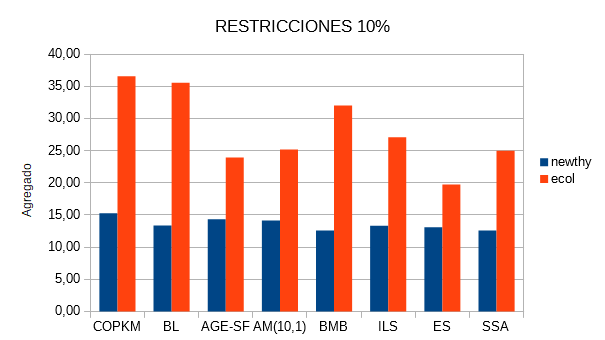 RESTRICCIONES 10%
40,00
35,00
30,00
25,00
20,00
15,00
10,00
5,00
0,00
Agregado
COPKM BL AGE-SF AM(10,1) BMB ILS ES SSA
newthy
ecol